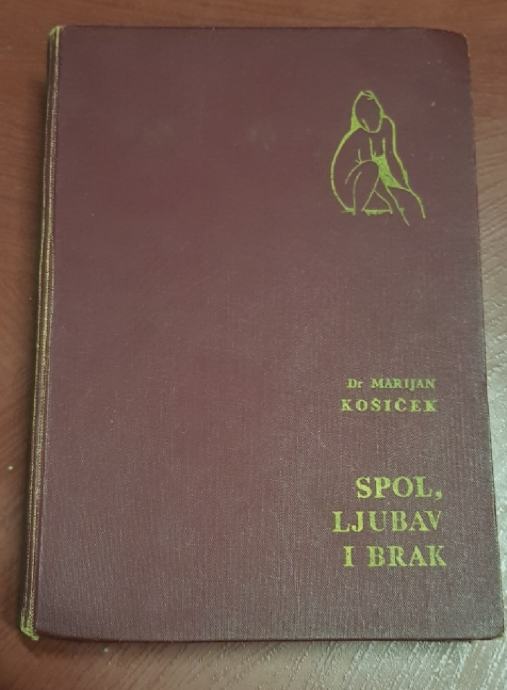 Dr MARIJAN
KOŠIČEK
SPOL,
LJUBAV
I BRAK